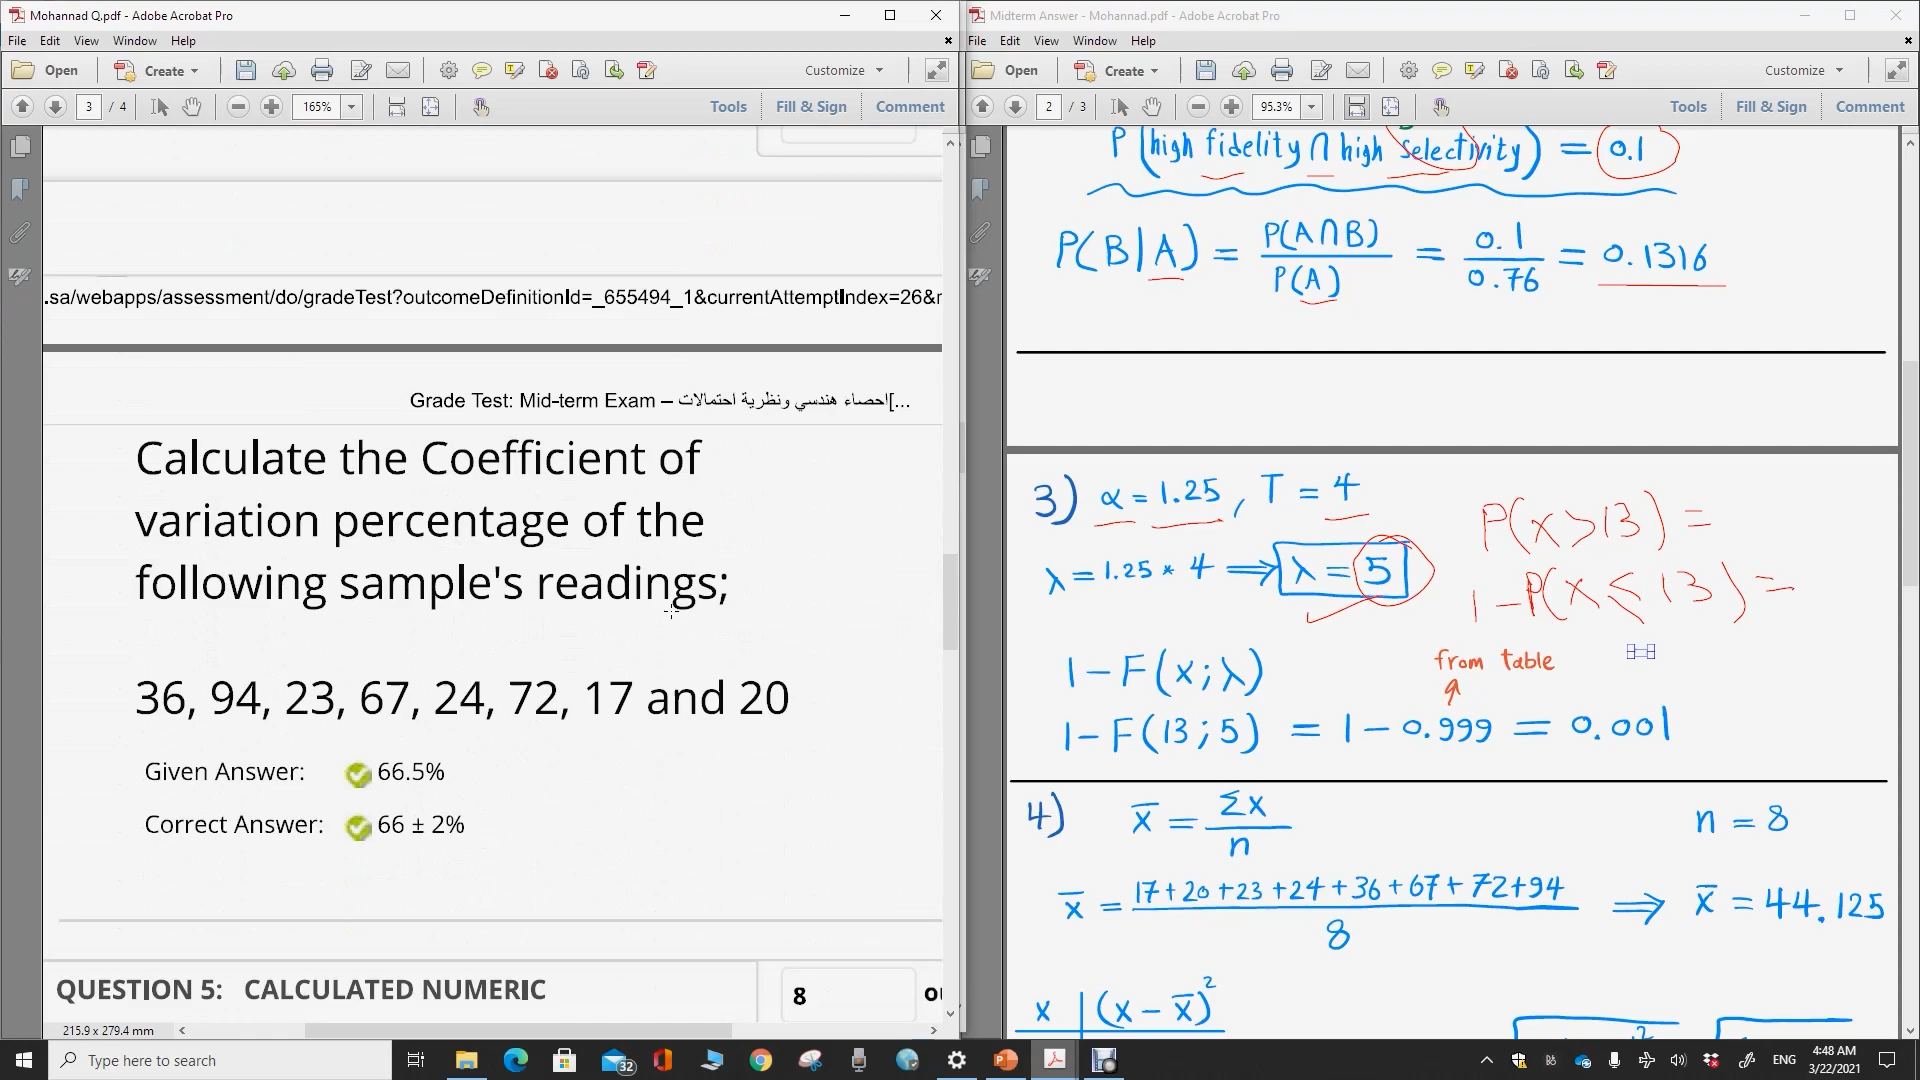 Mohannad Q.pdf - Adobe Acrobat Pro
File Edit View Window Help
Open Create Customize
3 / 4 165% Tools Fill & Sign Comment
.sa/webapps/assessment/do/gradeTest?outcomeDefinitionId=_655494_1&currentAttemptIndex=26&
Grade Test: Mid-term Exam – احصاء هندسي ونظرية احتمالات[...
Calculate the Coefficient of
variation percentage of the
following sample's readings;
36, 94, 23, 67, 24, 72, 17 and 20
Given Answer: 66.5%
Correct Answer: 66 ± 2%
QUESTION 5: CALCULATED NUMERIC 8
215.9 x 279.4 mm
Midterm Answer - Mohannad.pdf - Adobe Acrobat Pro
File Edit View Window Help
Open Create Customize
2 / 3 95.3% Tools Fill & Sign Comment
P(high fidelity ∩ high selectivity) = 0.1
P(B|A) = P(A∩B) / P(A) = 0.1 / 0.76 = 0.1316
3) α = 1.25, T = 4
P(x>13) =
λ = 1.25 * 4 ⟹ λ = 5
1-P(x≤13) =
1-F(x;λ)
from table
1-F(13;5) = 1-0.999 = 0.001
4) x̄ = Σx / n n = 8
x̄ = 17+20+23+24+36+67+72+94 / 8 ⟹ x̄ = 44.125
x | (x-x̄)²
Type here to search
32
ENG
4:48 AM
3/22/2021